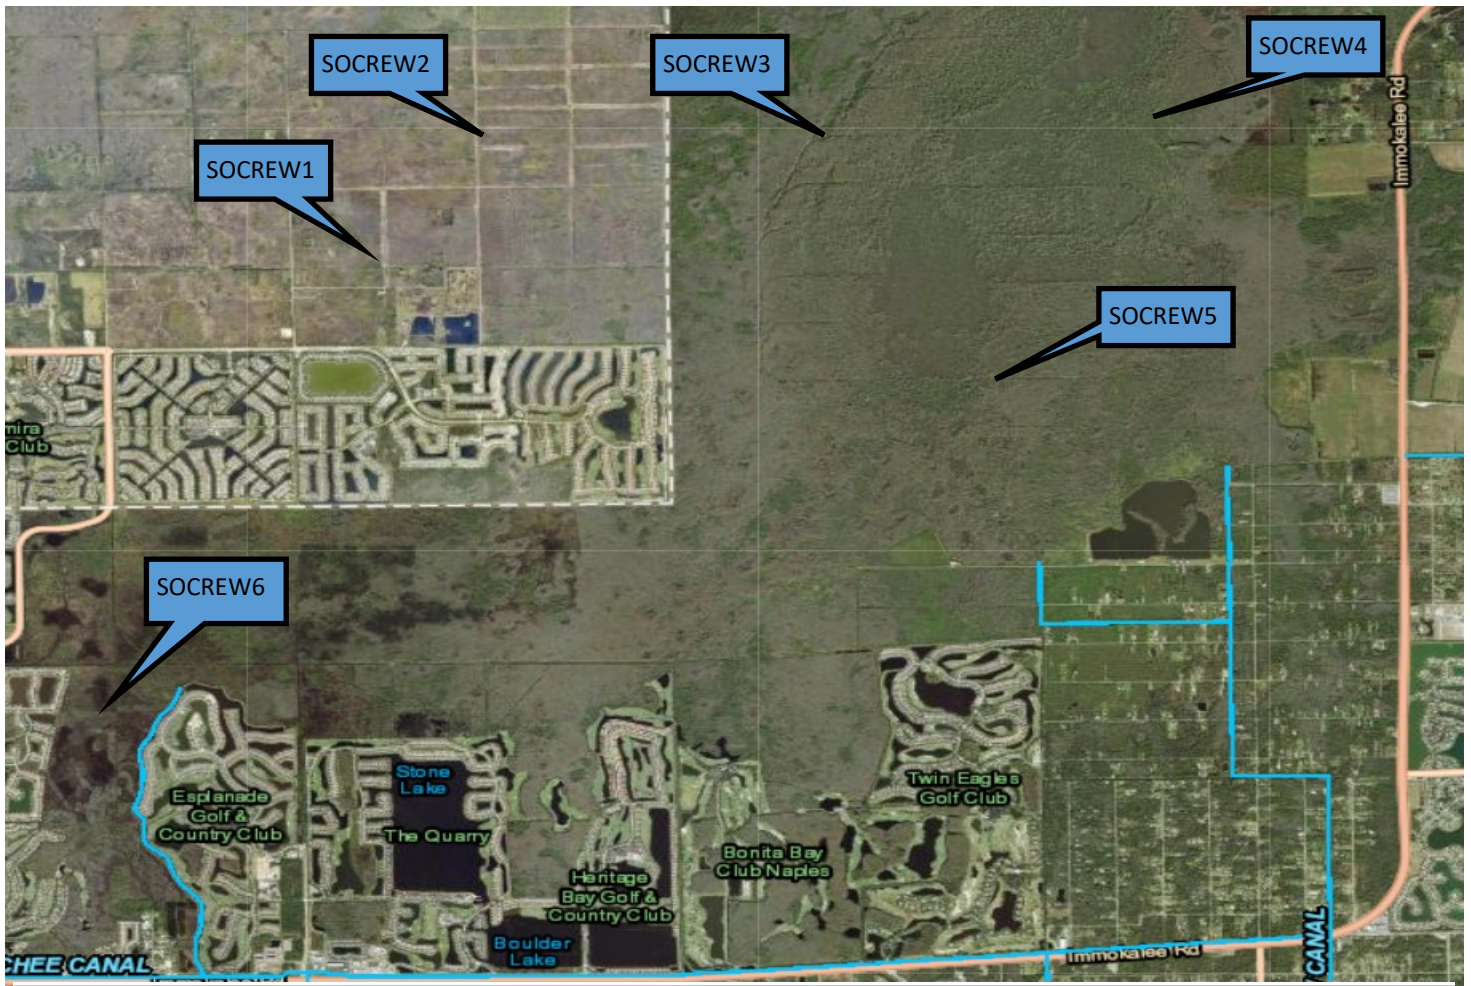 SOCREW2
SOCREW3
SOCREW4
SOCREW1
Immokalee Rd
SOCREW5
mira
Club
SOCREW6
Stone
Lake
Esplanade
Golf &
Country Club
The Quarry
Twin Eagles
Golf Club
Bonita Bay
Club Naples
Heritage
Bay Golf &
Country Club
Boulder
Lake
CHEE CANAL
Immokalee Rd
CANAL